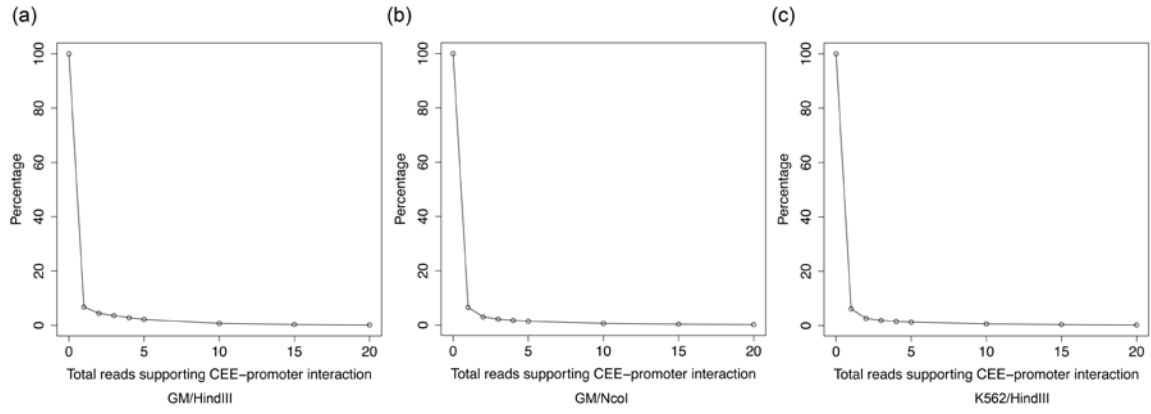 (a)
100
80
60
40
20
0
Percentage
0 5 10 15 20
Total reads supporting CEE−promoter interaction
GM/HindIII
(b)
100
80
60
40
20
0
Percentage
0 5 10 15 20
Total reads supporting CEE−promoter interaction
GM/NcoI
(c)
100
80
60
40
20
0
Percentage
0 5 10 15 20
Total reads supporting CEE−promoter interaction
K562/HindIII